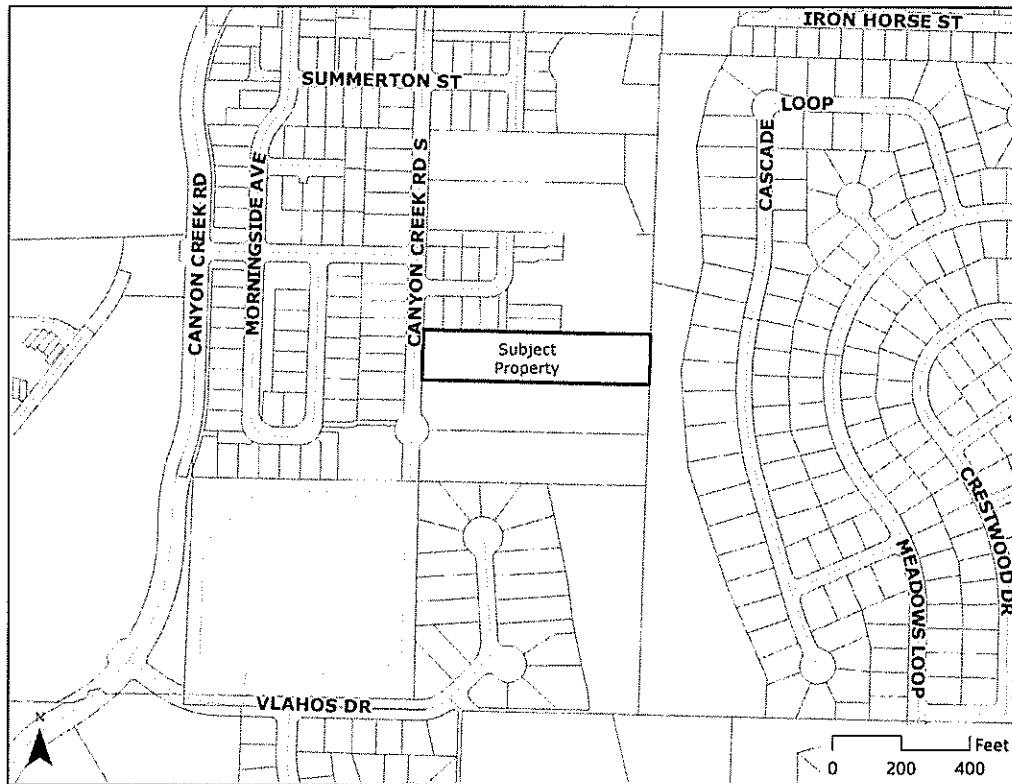 IRON HORSE ST
SUMMERTON ST
LOOP
CASCADE
CANYON CREEK RD
MORNINGSIDE AVE
CANYON CREEK RD S
Subject
Property
CRESTWOOD DR
MEADOWS LOOP
VLAHOS DR
Feet
0 200 400